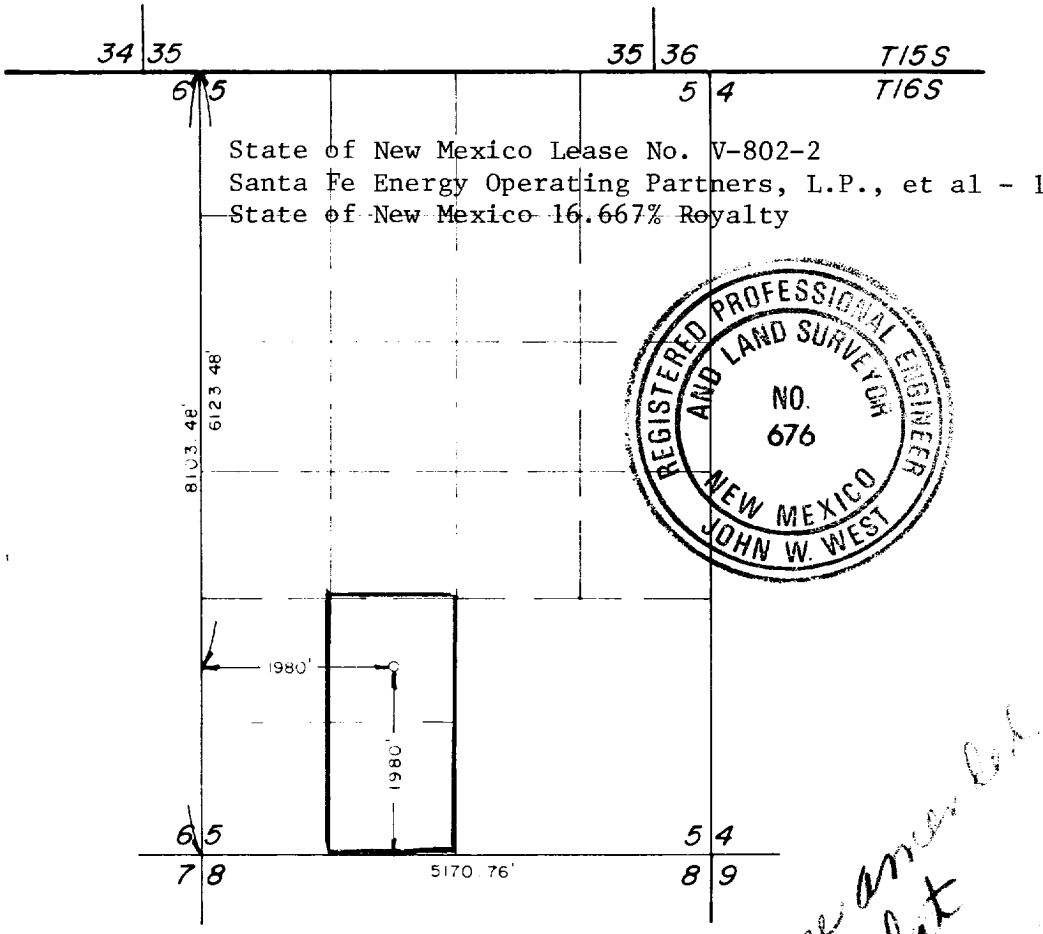 34 35
35 36
T15S
6 5
5 4
T16S
State of New Mexico Lease No. V-802-2
Santa Fe Energy Operating Partners, L.P., et al - 1
State of New Mexico 16.667% Royalty
REGISTERED PROFESSIONAL ENGINEER
AND LAND SURVEYOR
NO.
676
NEW MEXICO
JOHN W. WEST
8103.48'
6123.48'
1980'
1980'
6 5
5 4
7 8
5170.76'
8 9